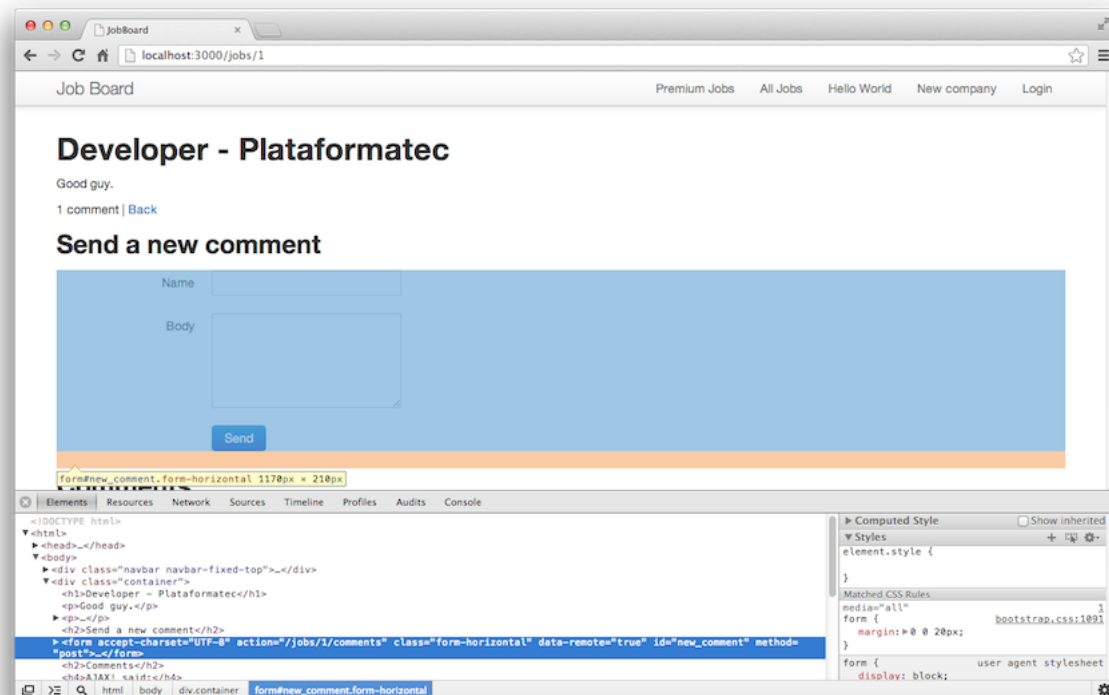 JobBoard
localhost:3000/jobs/1
Job Board Premium Jobs All Jobs Hello World New company Login
Developer - Plataformatec
Good guy.
1 comment | Back
Send a new comment
Name
Body
Send
form#new_comment.form-horizontal 1170px × 210px
Comments
Elements Resources Network Sources Timeline Profiles Audits Console
<!DOCTYPE html>
▼<html>
▶<head>…</head>
▼<body>
▶<div class="navbar navbar-fixed-top">…</div>
▼<div class="container">
<h1>Developer - Plataformatec</h1>
<p>Good guy.</p>
▶<p>…</p>
<h2>Send a new comment</h2>
▶<form accept-charset="UTF-8" action="/jobs/1/comments" class="form-horizontal" data-remote="true" id="new_comment" method=
"post">…</form>
<h2>Comments</h2>
<h4>AJAX! said:</h4>
html body div.container form#new_comment.form-horizontal
▶ Computed Style Show inherited
▼ Styles
element.style {
}
Matched CSS Rules
media="all" 1
form { bootstrap.css:1091
margin:▶0 0 20px;
}
form { user agent stylesheet
display: block;